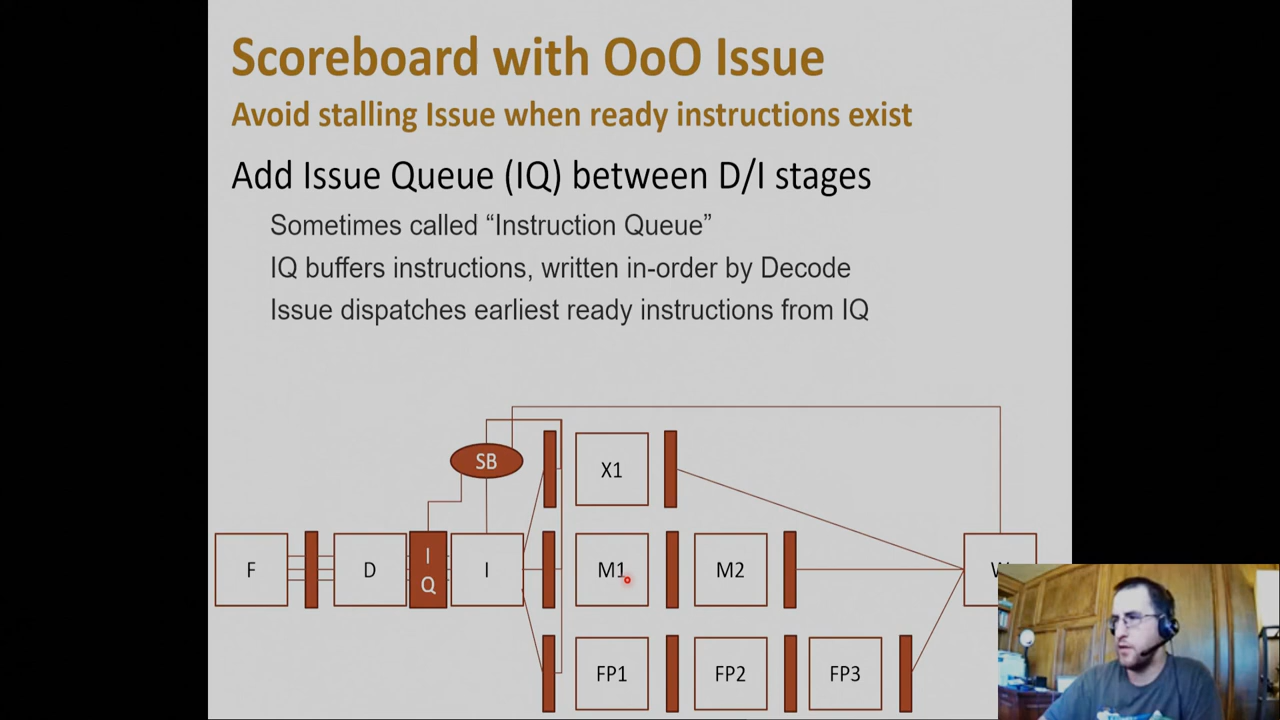 Scoreboard with OoO Issue
Avoid stalling Issue when ready instructions exist
Add Issue Queue (IQ) between D/I stages
Sometimes called “Instruction Queue”
IQ buffers instructions, written in-order by Decode
Issue dispatches earliest ready instructions from IQ
SB
X1
F
D
I
Q
I
M1
M2
FP1
FP2
FP3